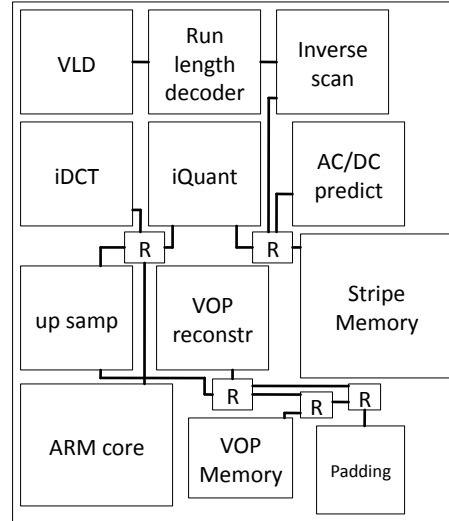 VLD
Run
length
decoder
Inverse
scan
iDCT
iQuant
AC/DC
predict
R
R
up samp
VOP
reconstr
Stripe
Memory
R
R
R
ARM core
VOP
Memory
Padding